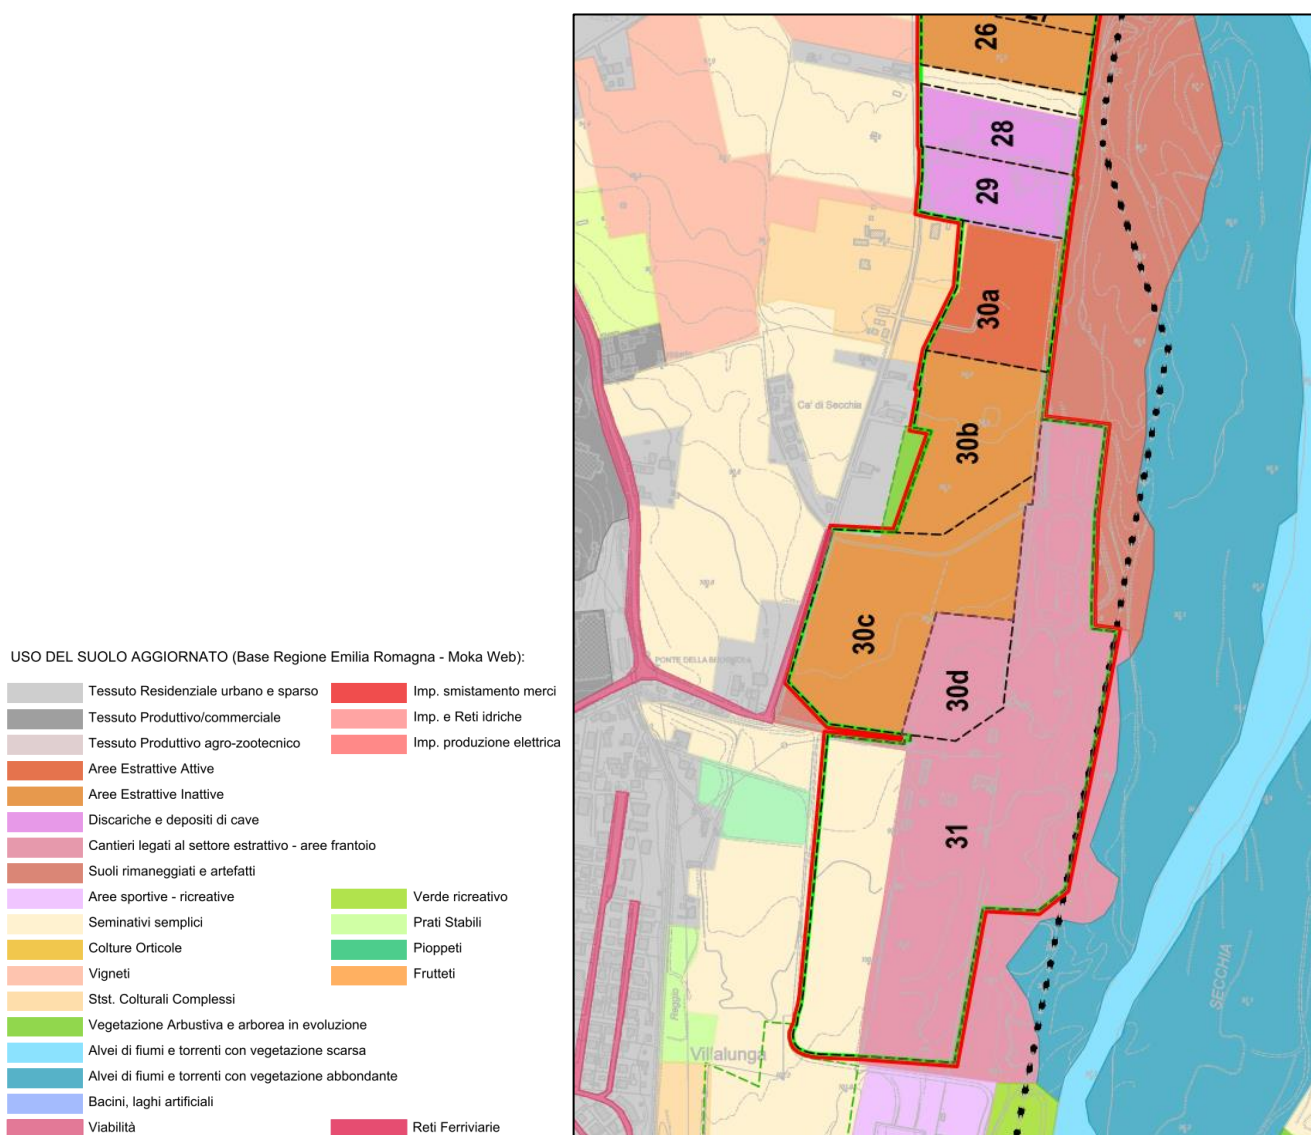 26
28
29
30a
Ca' di Secchia
30b
30c
PONTE DELLA
30d
31
SECCHIA
Reggio
Villalunga
USO DEL SUOLO AGGIORNATO (Base Regione Emilia Romagna - Moka Web):
Tessuto Residenziale urbano e sparso
Imp. smistamento merci
Tessuto Produttivo/commerciale
Imp. e Reti idriche
Tessuto Produttivo agro-zootecnico
Imp. produzione elettrica
Aree Estrattive Attive
Aree Estrattive Inattive
Discariche e depositi di cave
Cantieri legati al settore estrattivo - aree frantoio
Suoli rimaneggiati e artefatti
Aree sportive - ricreative
Verde ricreativo
Seminativi semplici
Prati Stabili
Colture Orticole
Pioppeti
Vigneti
Frutteti
Stst. Colturali Complessi
Vegetazione Arbustiva e arborea in evoluzione
Alvei di fiumi e torrenti con vegetazione scarsa
Alvei di fiumi e torrenti con vegetazione abbondante
Bacini, laghi artificiali
Viabilità
Reti Ferriviarie